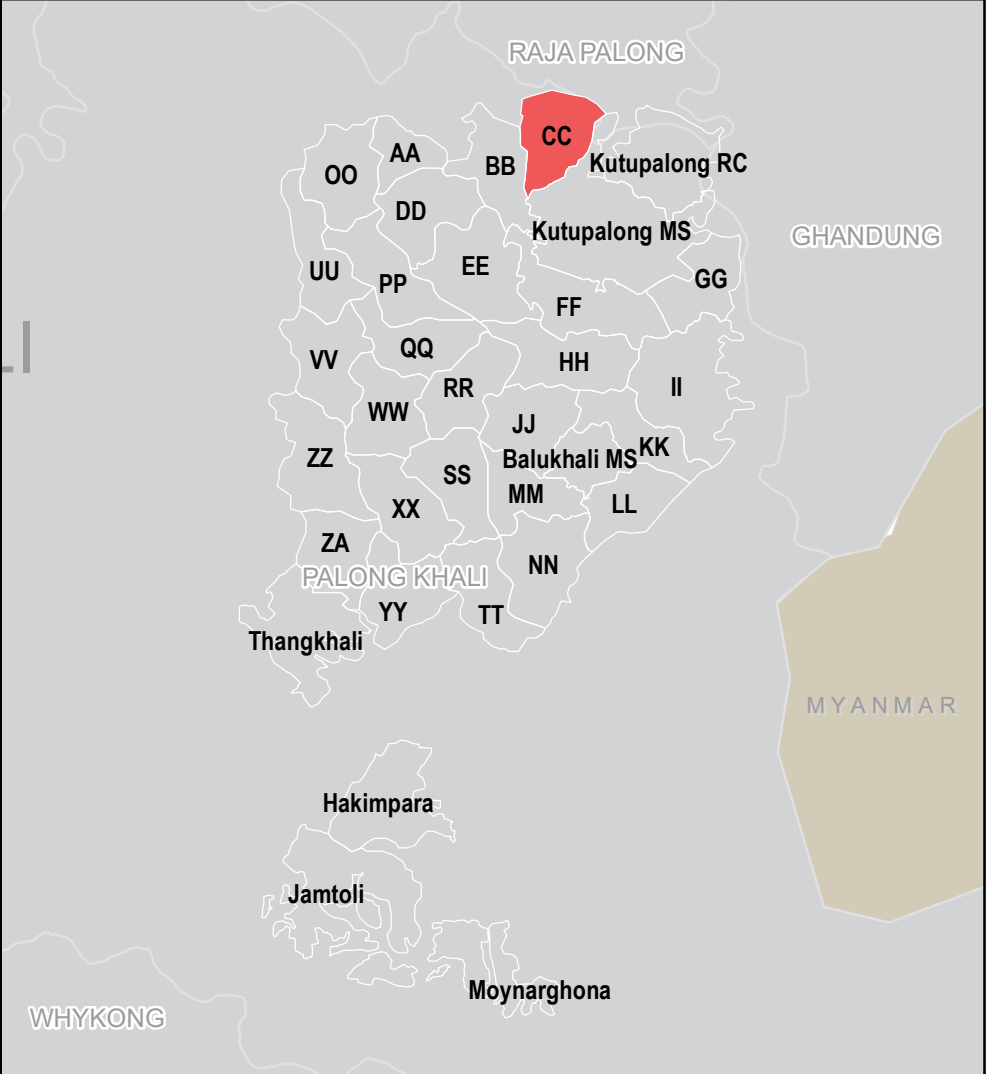 RAJA PALONG
CC
AA
BB
Kutupalong RC
OO
DD
Kutupalong MS
GHANDUNG
EE
UU
PP
GG
FF
QQ
VV
HH
RR
II
WW
JJ
KK
ZZ
Balukhali MS
SS
MM
LL
XX
ZA
NN
PALONG KHALI
YY
TT
Thangkhali
MYANMAR
Hakimpara
Jamtoli
Moynarghona
WHYKONG